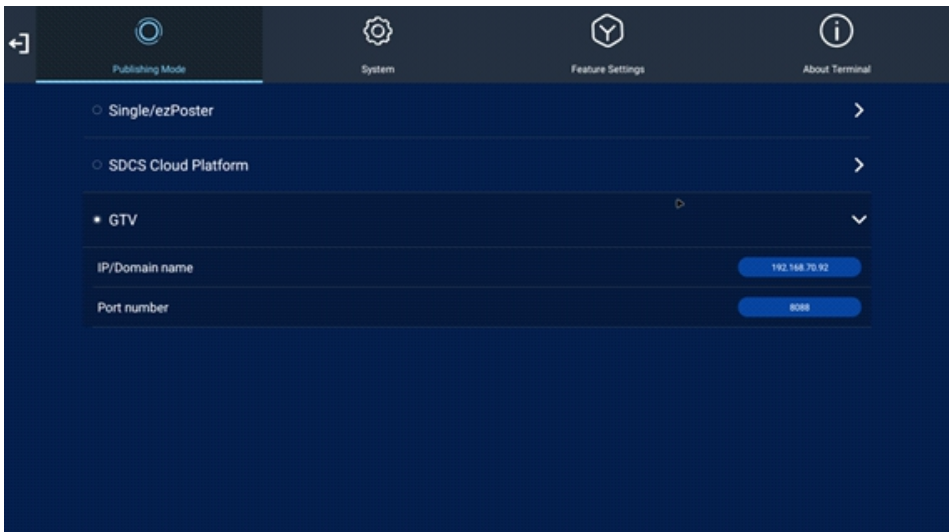 Publishing Mode
System
Feature Settings
About Terminal
Single/ezPoster
SDCS Cloud Platform
GTV
IP/Domain name
192.168.70.92
Port number
8088